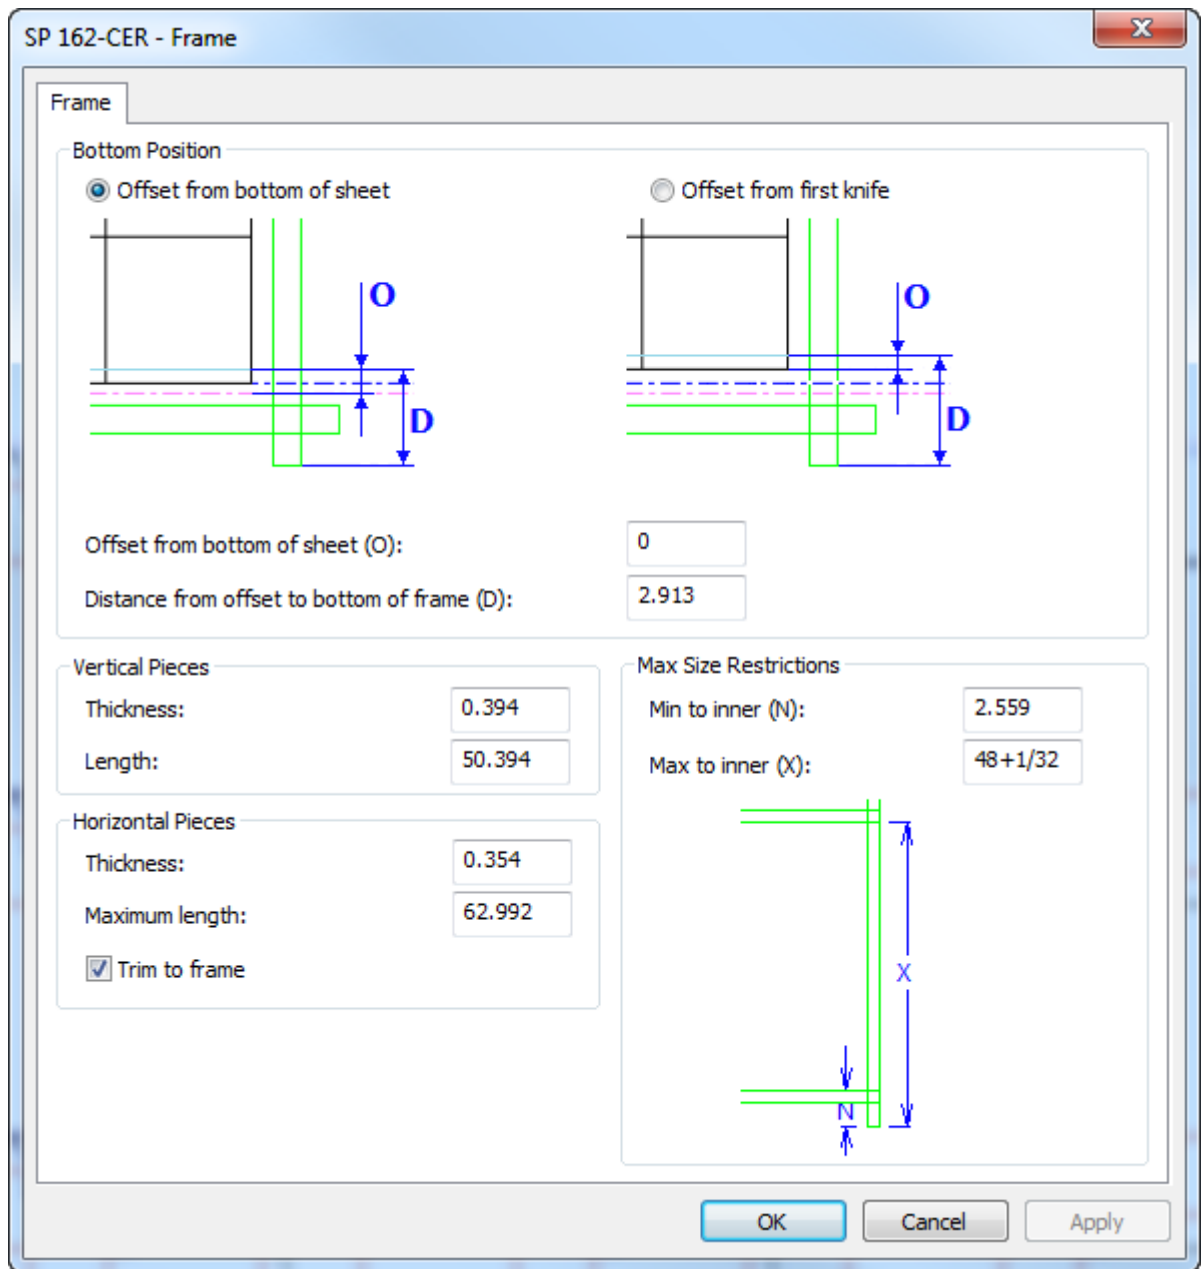 SP 162-CER - Frame
Frame
Bottom Position
Offset from bottom of sheet
Offset from first knife
O
D
O
D
Offset from bottom of sheet (O):
0
Distance from offset to bottom of frame (D):
2.913
Vertical Pieces
Thickness:
0.394
Length:
50.394
Horizontal Pieces
Thickness:
0.354
Maximum length:
62.992
Trim to frame
Max Size Restrictions
Min to inner (N):
2.559
Max to inner (X):
48+1/32
X
N
OK
Cancel
Apply